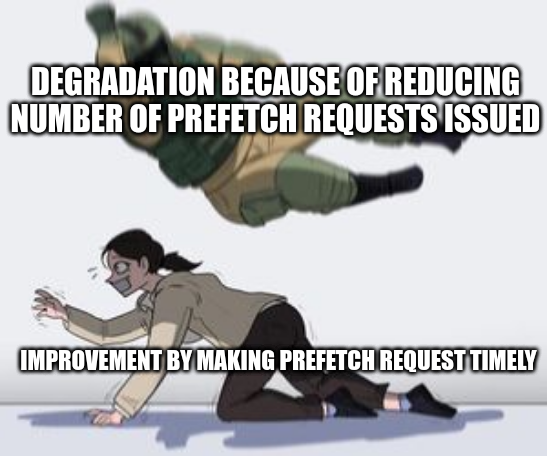 DEGRADATION BECAUSE OF REDUCING
NUMBER OF PREFETCH REQUESTS ISSUED
IMPROVEMENT BY MAKING PREFETCH REQUEST TIMELY